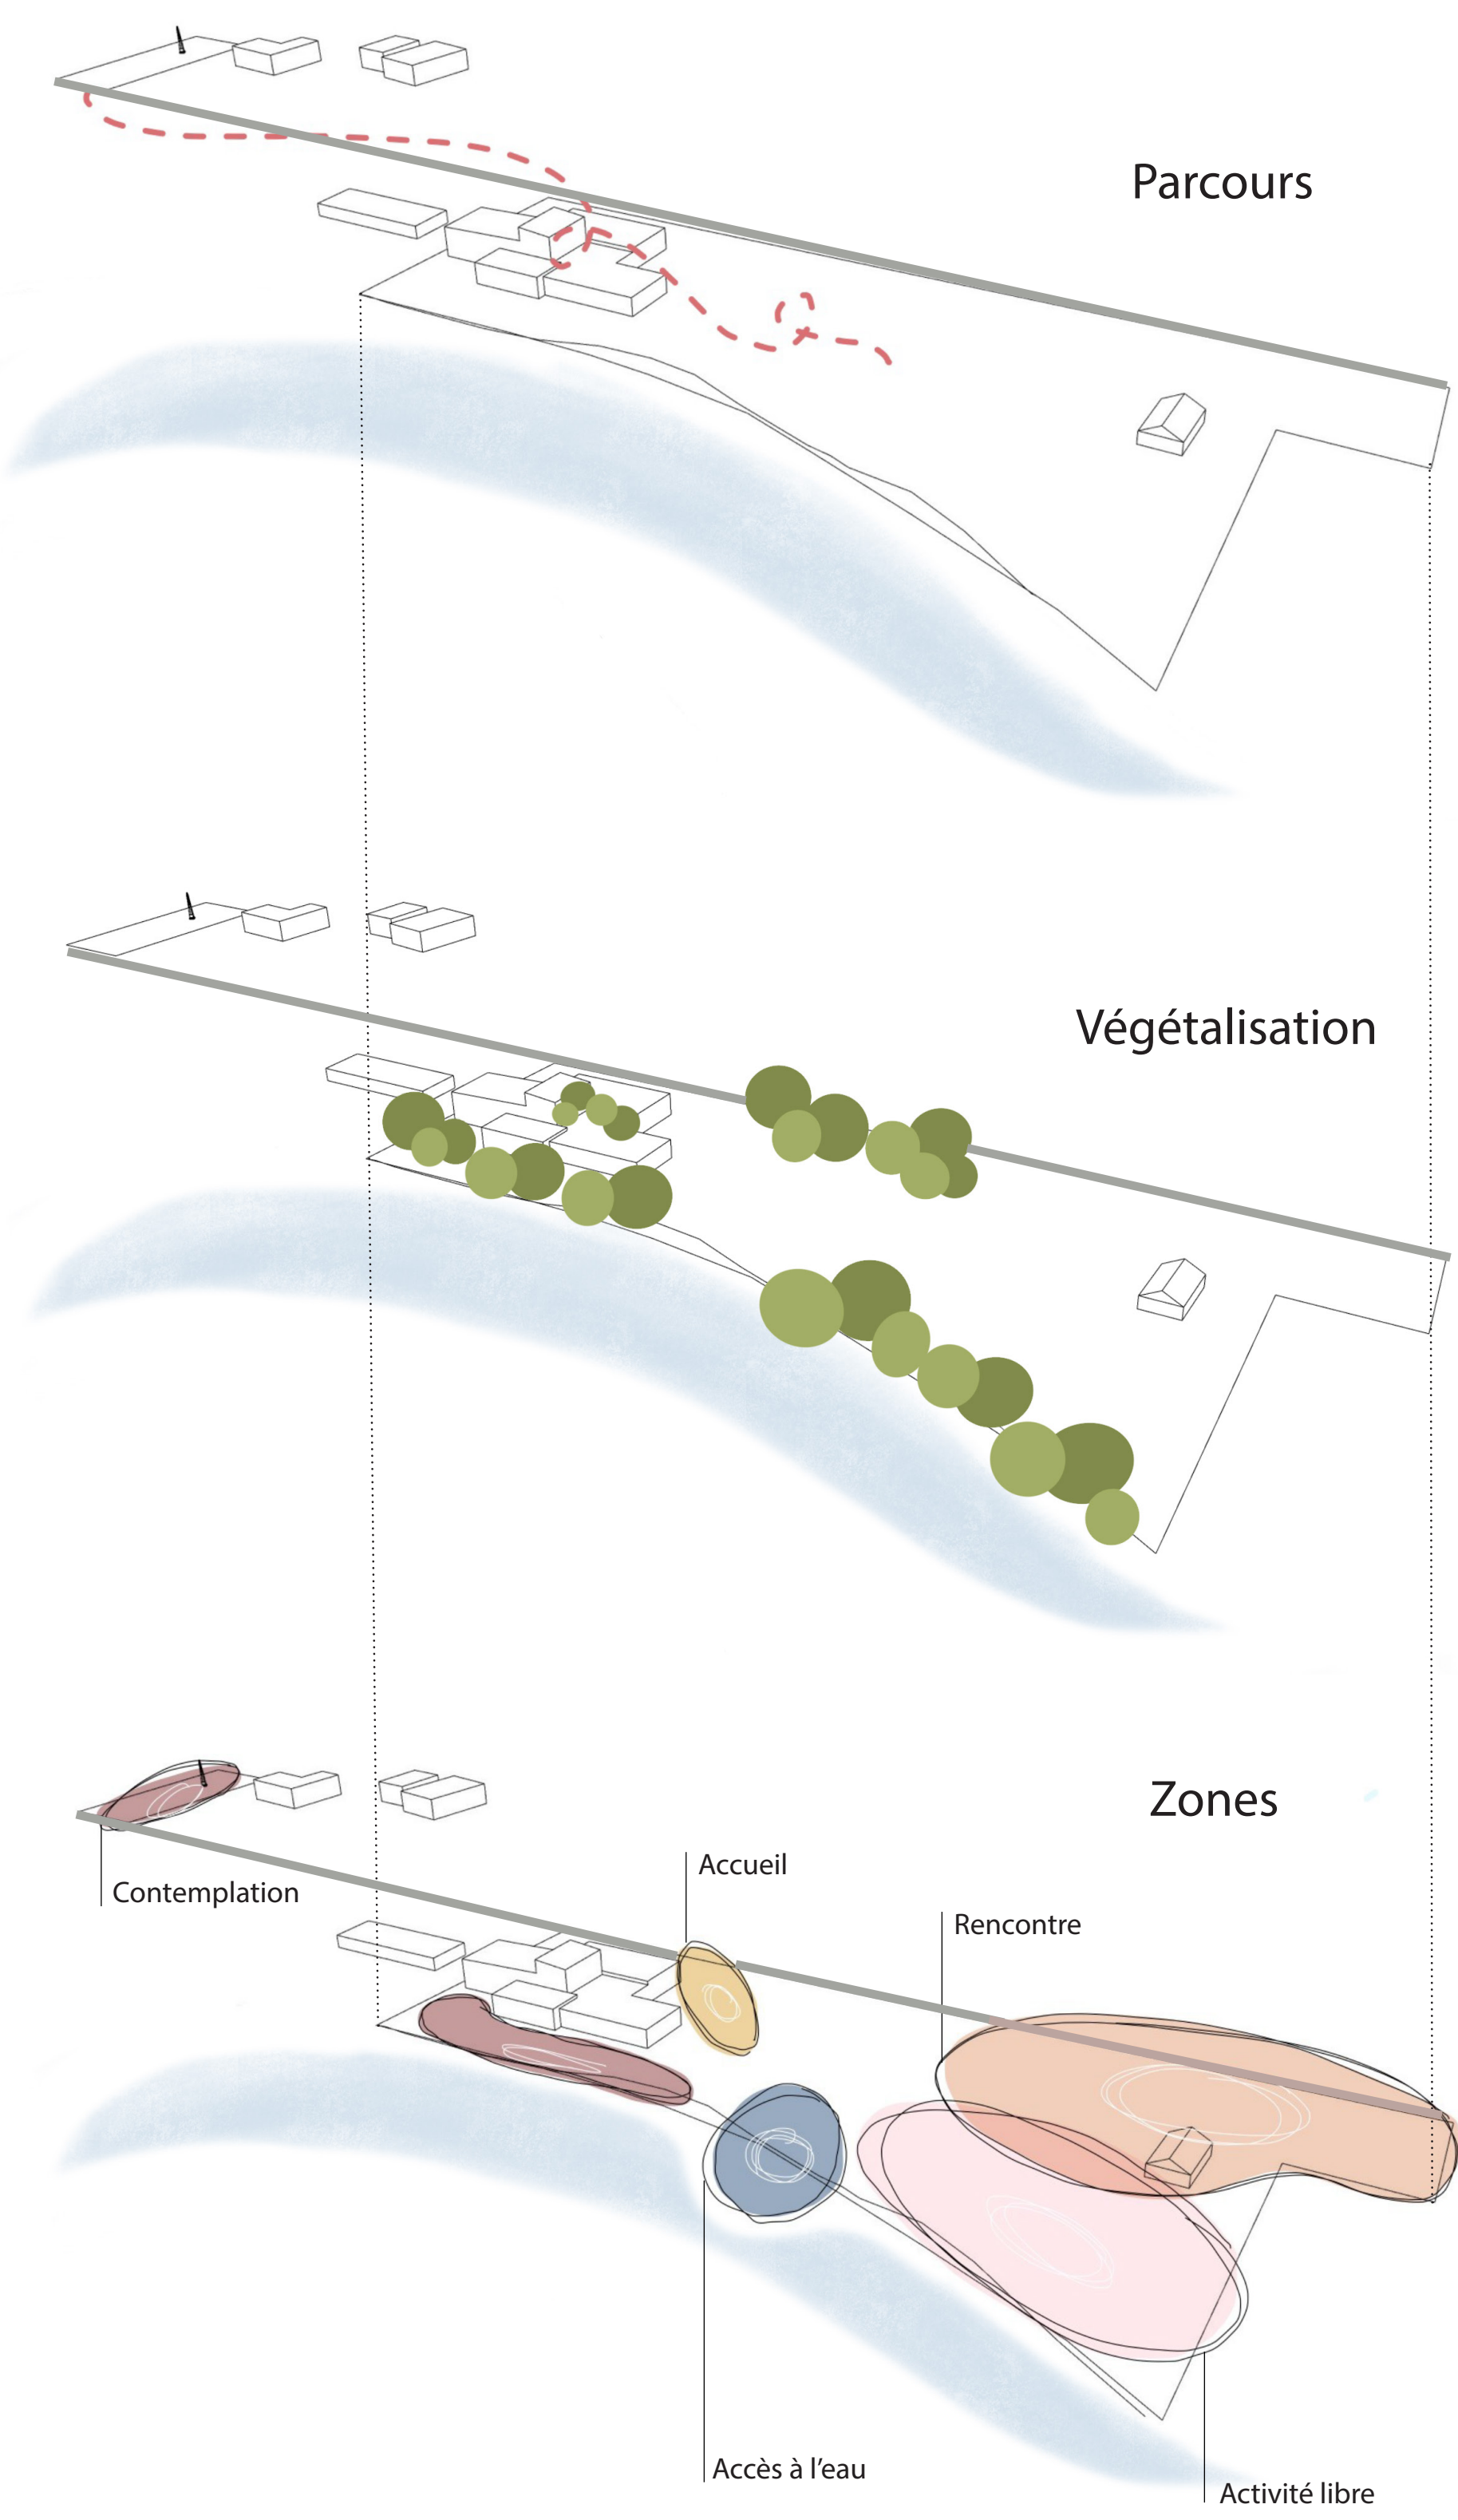 Parcours
Végétalisation
Zones
Accueil
Contemplation
Rencontre
Accès à l'eau
Activité libre